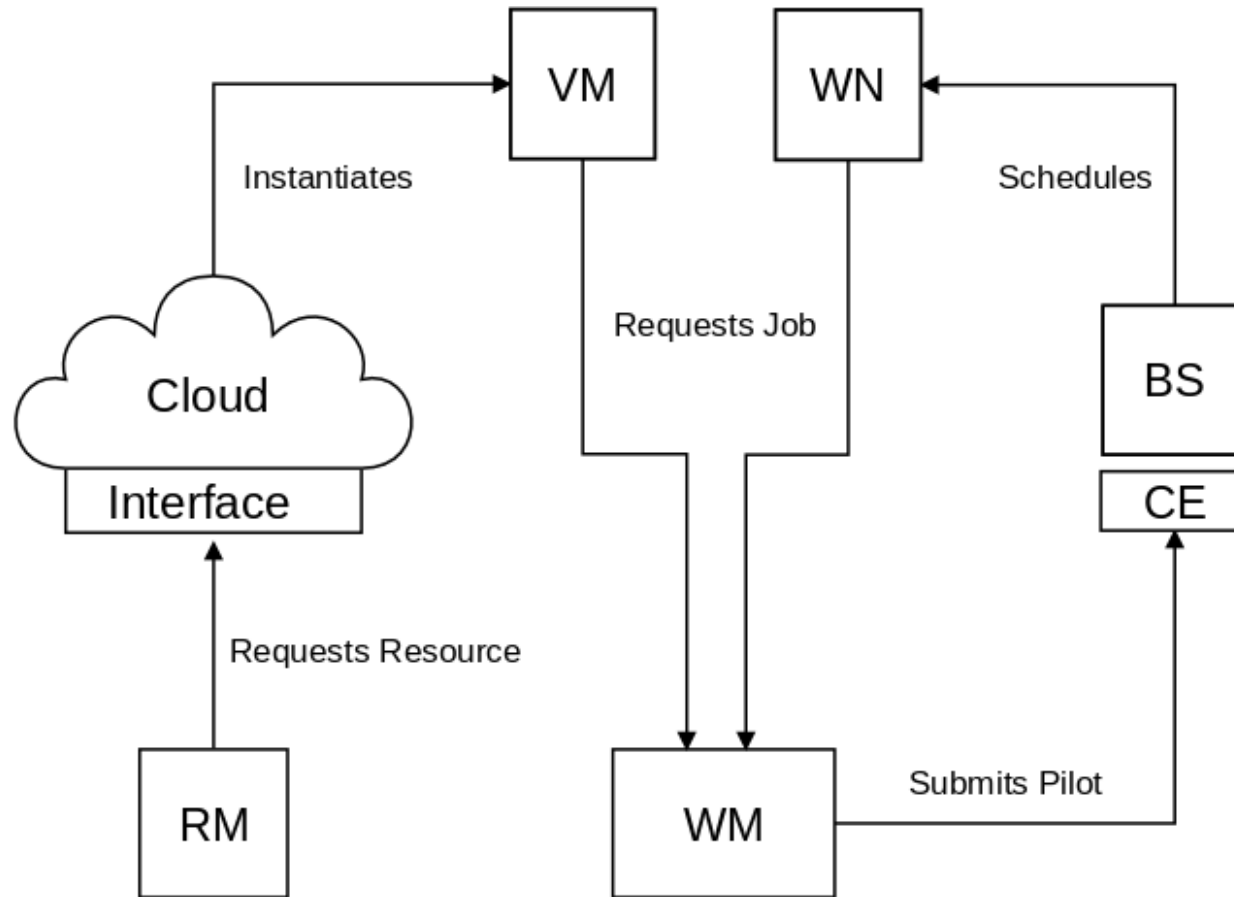 VM
WN
Instantiates
Schedules
Requests Job
Cloud
BS
Interface
CE
Requests Resource
Submits Pilot
RM
WM